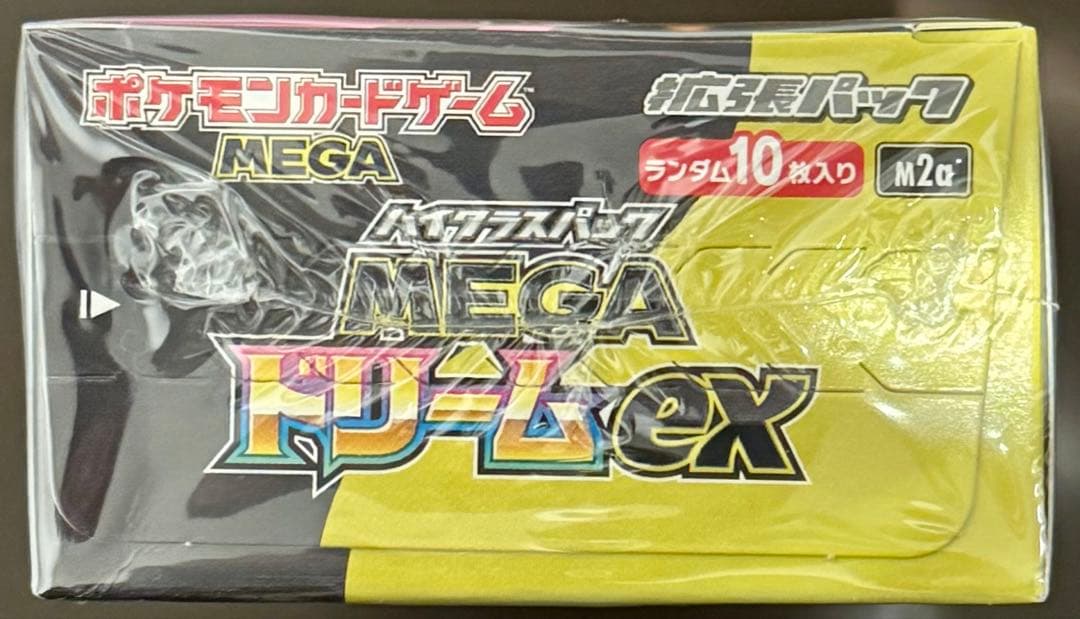 ポケモンカードゲーム™
MEGA
拡張パック
ランダム10枚入り
M2a
ハイクラスパック
MEGA
ドリームex